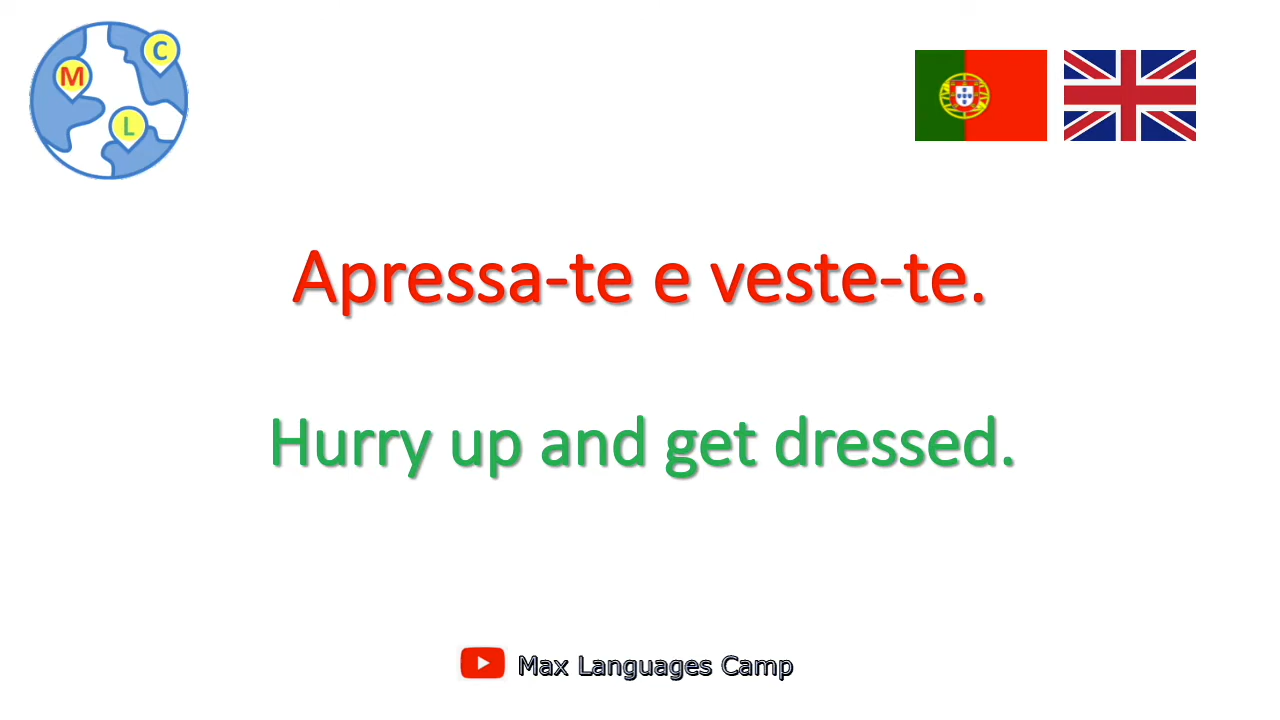 C
M
L
Apressa-te e veste-te.
Hurry up and get dressed.
Max Languages Camp